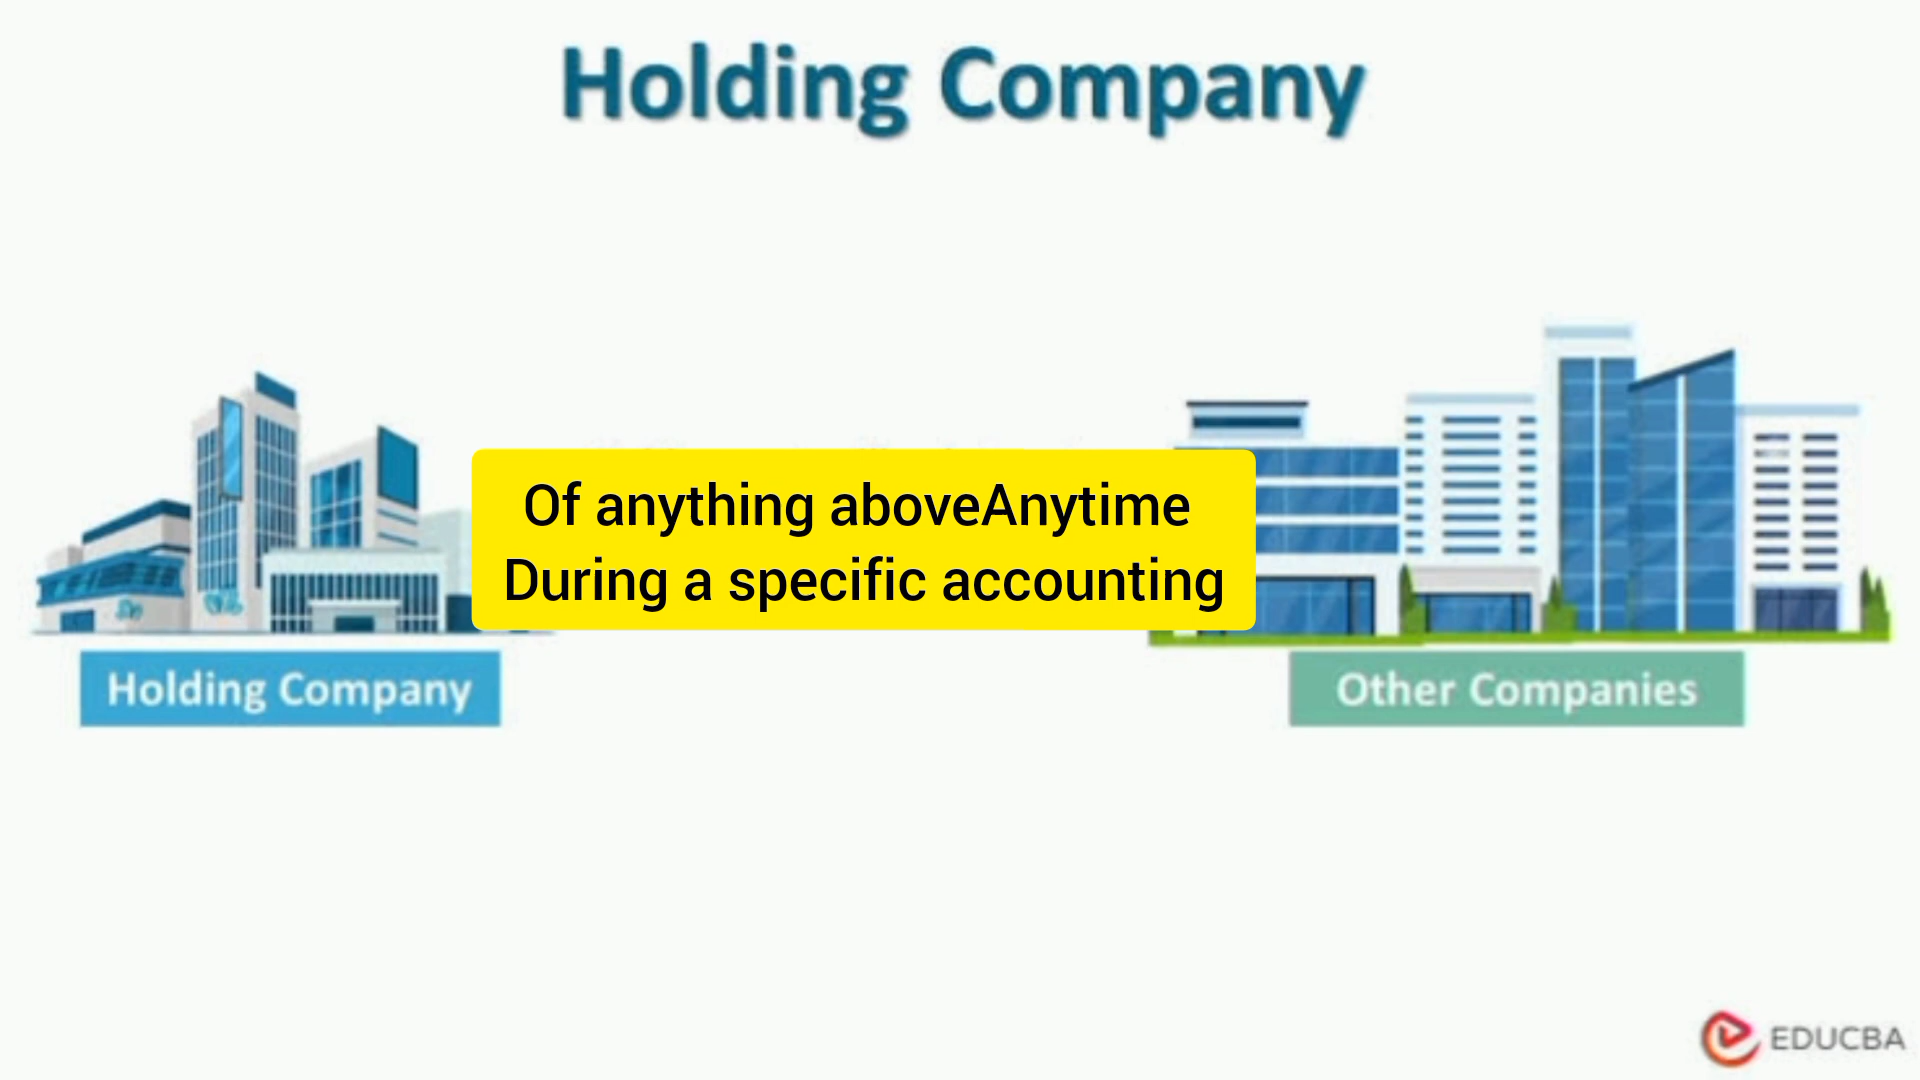 Holding Company
Of anything aboveAnytime
During a specific accounting
Holding Company
Other Companies
EDUCBA